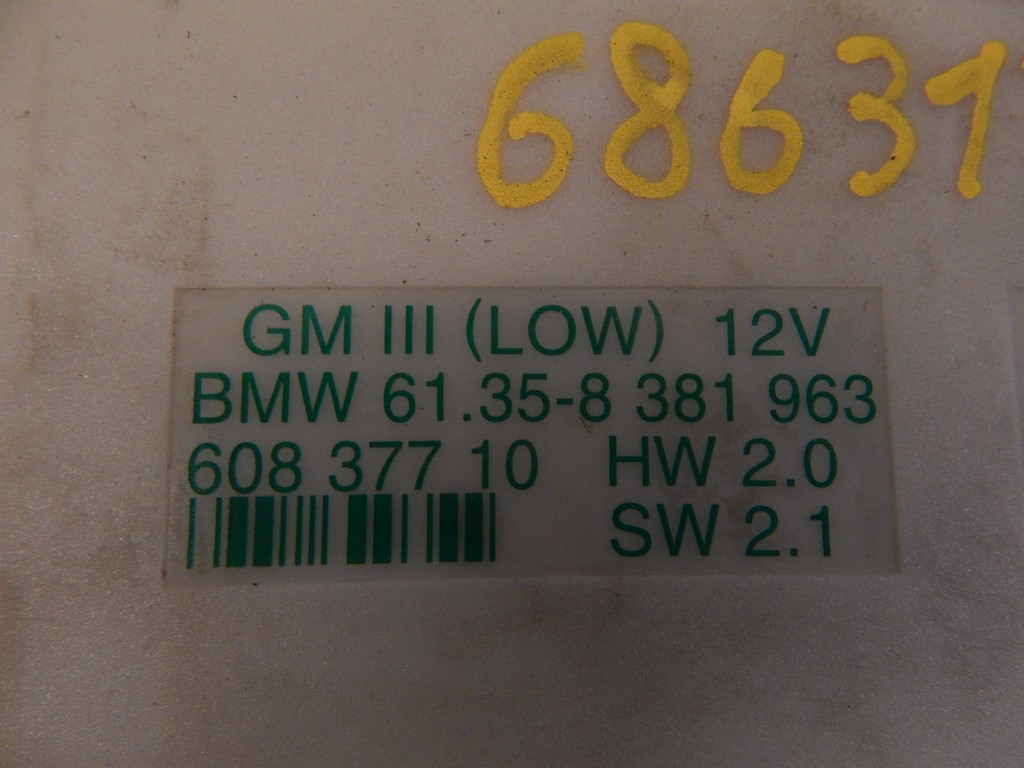 68631
GM III (LOW) 12V
BMW 61.35-8 381 963
608 377 10 HW 2.0
SW 2.1